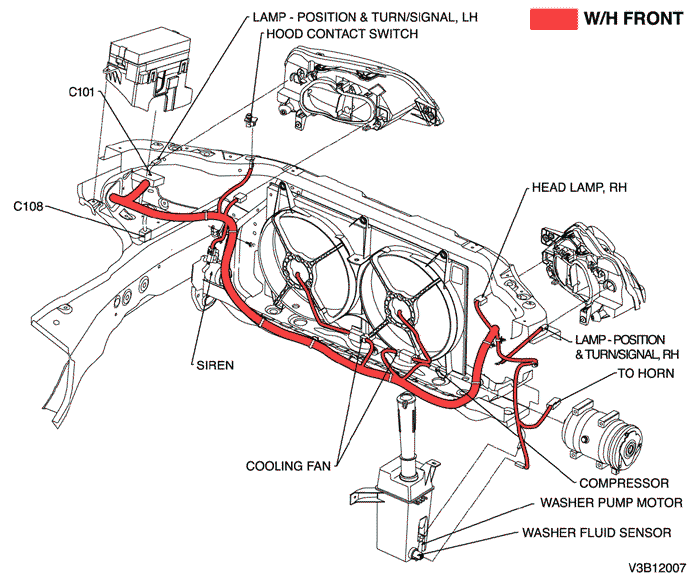 LAMP - POSITION & TURN/SIGNAL, LH
HOOD CONTACT SWITCH
W/H FRONT
C101
C108
HEAD LAMP, RH
LAMP - POSITION
& TURN/SIGNAL, RH
TO HORN
SIREN
COOLING FAN
COMPRESSOR
WASHER PUMP MOTOR
WASHER FLUID SENSOR
V3B12007